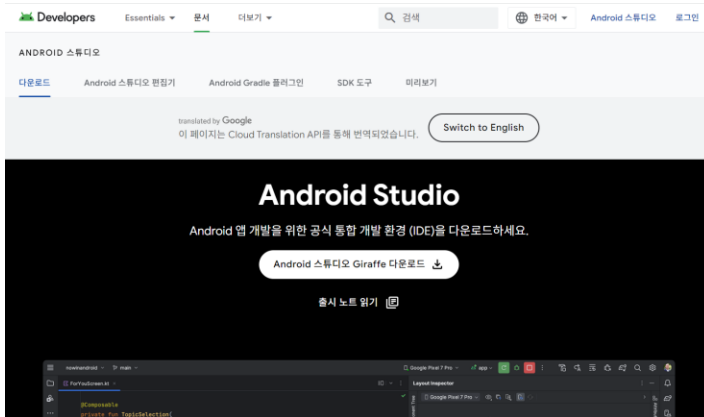 Developers Essentials 문서 더보기 검색 한국어 Android 스튜디오 로그인
ANDROID 스튜디오
다운로드 Android 스튜디오 편집기 Android Gradle 플러그인 SDK 도구 미리보기
translated by Google
이 페이지는 Cloud Translation API를 통해 번역되었습니다.
Switch to English
Android Studio
Android 앱 개발을 위한 공식 통합 개발 환경 (IDE)을 다운로드하세요.
Android 스튜디오 Giraffe 다운로드
출시 노트 읽기
nowinandroid main Google Pixel 7 Pro app
ForYouScreen.kt Layout Inspector
Google Pixel 7 Pro
@Composable
private fun TopicSelection(